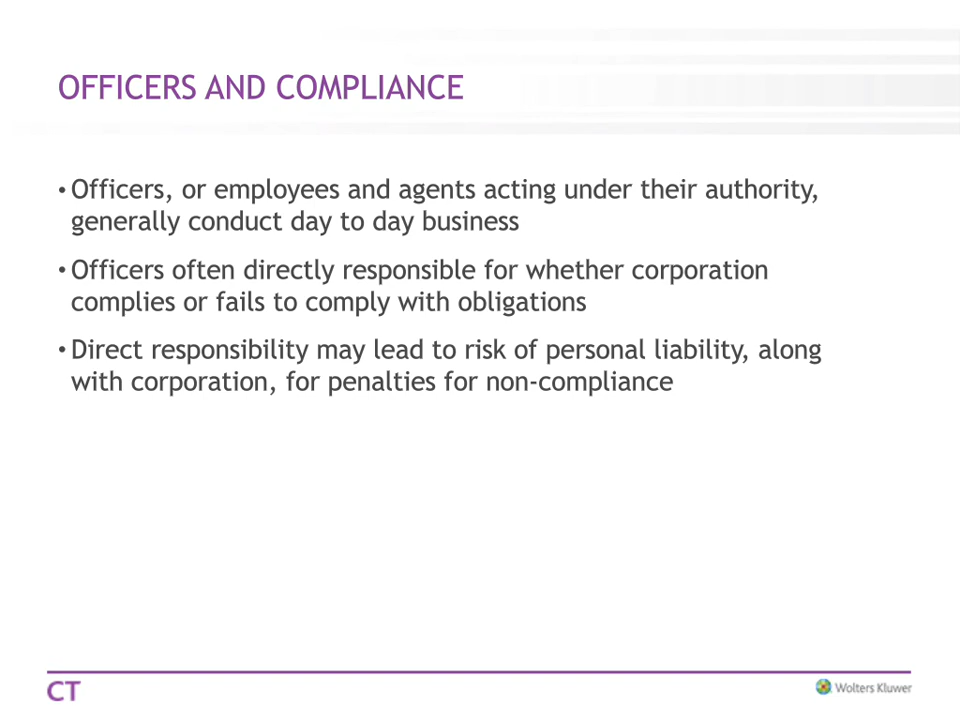 OFFICERS AND COMPLIANCE
• Officers, or employees and agents acting under their authority,
generally conduct day to day business
• Officers often directly responsible for whether corporation
complies or fails to comply with obligations
• Direct responsibility may lead to risk of personal liability, along
with corporation, for penalties for non-compliance
CT
Wolters Kluwer